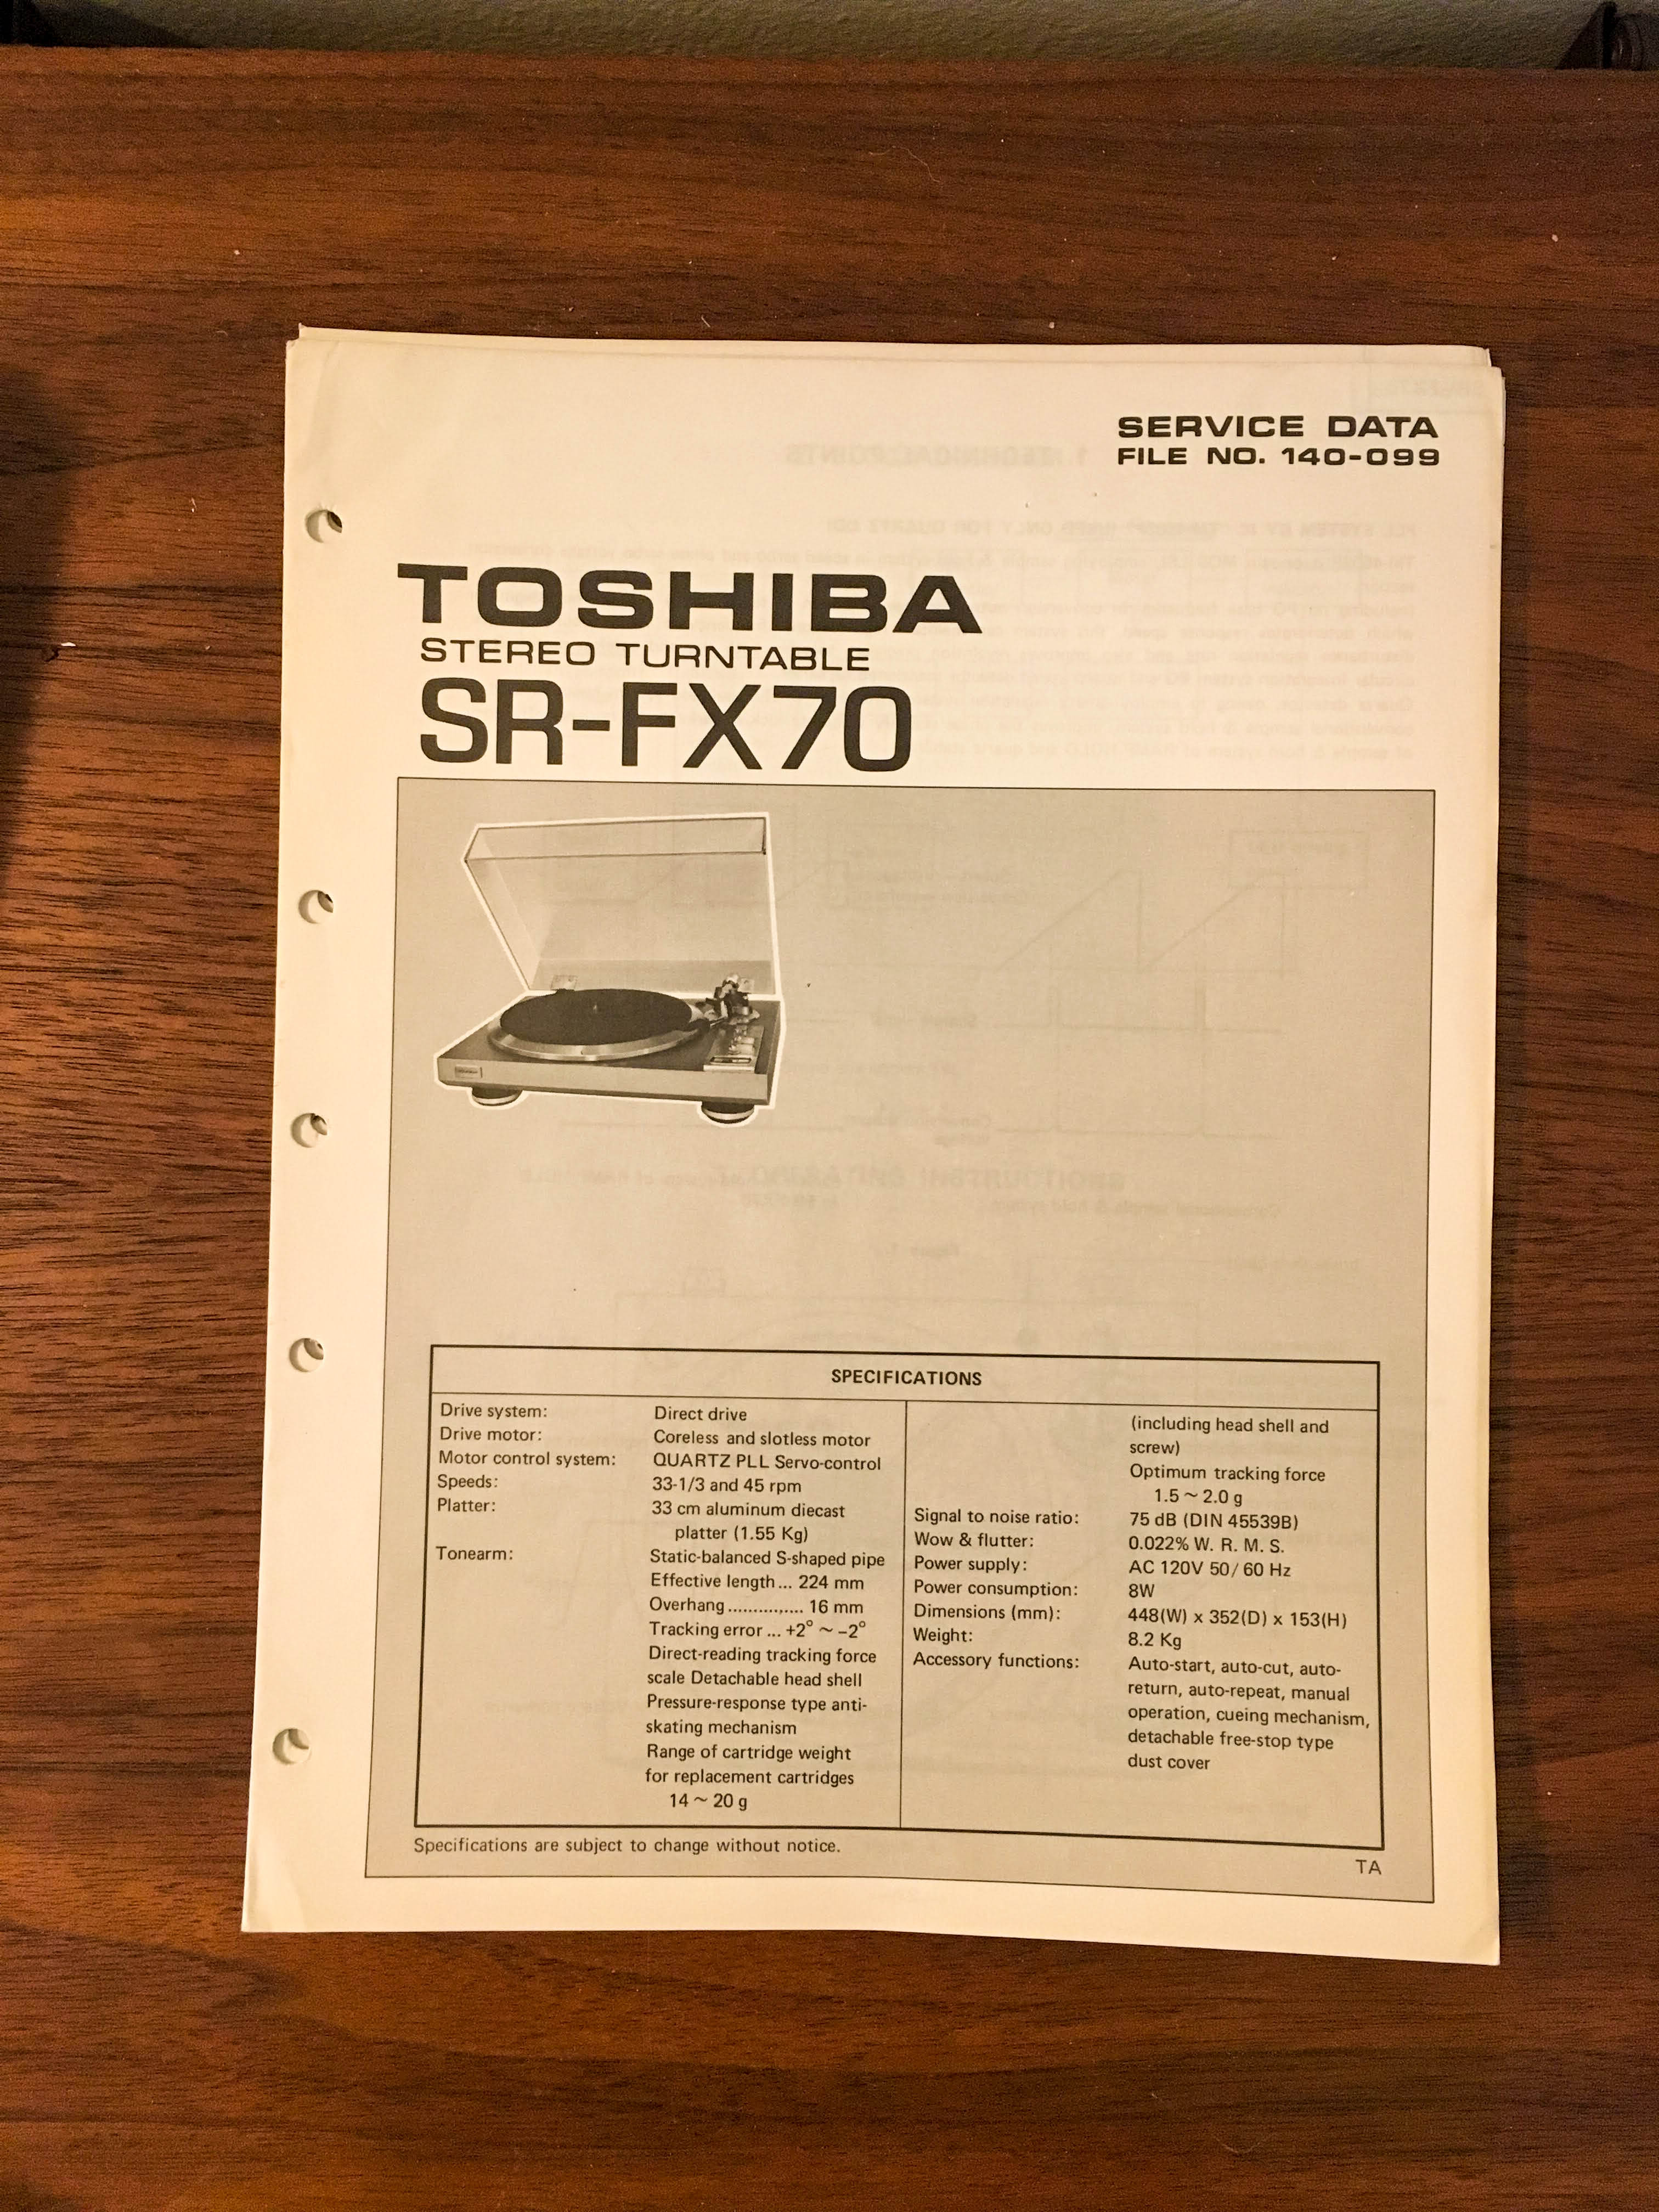 SERVICE DATA
FILE NO. 140-099
TOSHIBA
STEREO TURNTABLE
SR-FX70
SPECIFICATIONS
Drive system: Direct drive
Drive motor: Coreless and slotless motor
Motor control system: QUARTZ PLL Servo-control
Speeds: 33-1/3 and 45 rpm
Platter: 33 cm aluminum diecast
platter (1.55 Kg)
Tonearm: Static-balanced S-shaped pipe
Effective length... 224 mm
Overhang............... 16 mm
Tracking error ... +2° ~ -2°
Direct-reading tracking force
scale Detachable head shell
Pressure-response type anti-
skating mechanism
Range of cartridge weight
for replacement cartridges
14 ~ 20 g
(including head shell and
screw)
Optimum tracking force
1.5 ~ 2.0 g
Signal to noise ratio: 75 dB (DIN 45539B)
Wow & flutter: 0.022% W. R. M. S.
Power supply: AC 120V 50/60 Hz
Power consumption: 8W
Dimensions (mm): 448(W) x 352(D) x 153(H)
Weight: 8.2 Kg
Accessory functions: Auto-start, auto-cut, auto-
return, auto-repeat, manual
operation, cueing mechanism,
detachable free-stop type
dust cover
Specifications are subject to change without notice.
TA